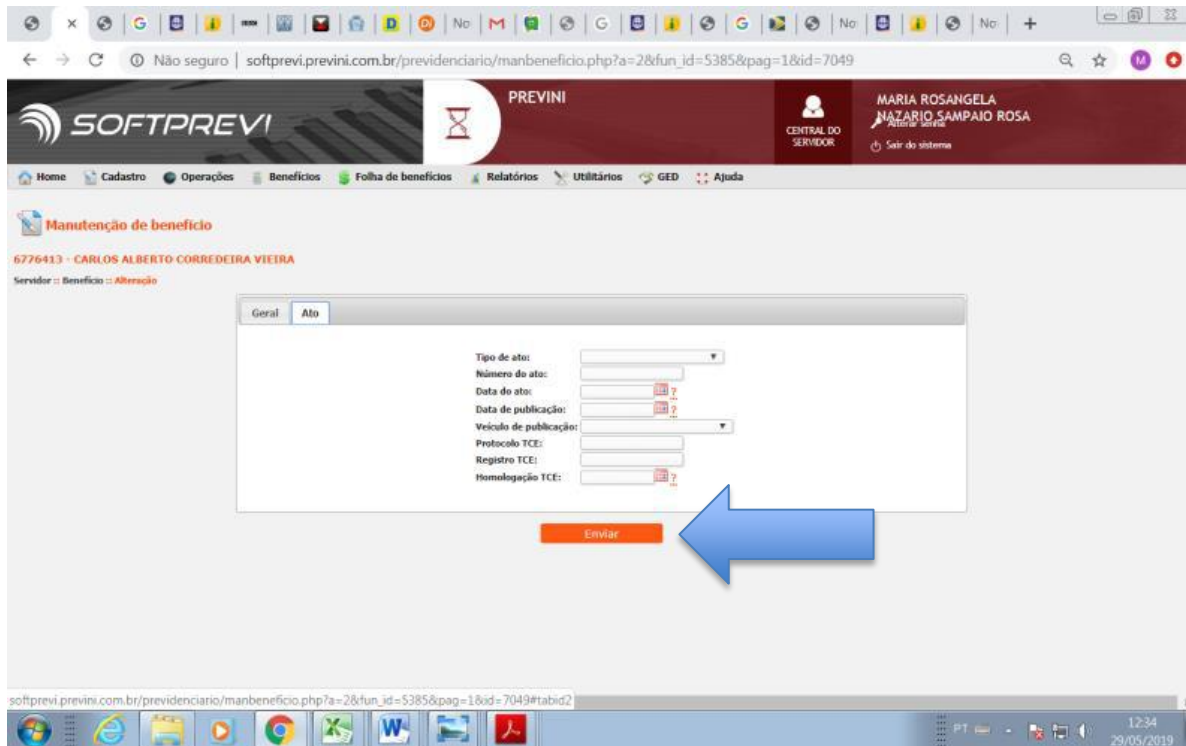 No
No
No
Não seguro | softprevi.previni.com.br/previdenciario/manbeneficio.php?a=2&fun_id=5385&pag=1&id=7049
SOFTPREVI
PREVINI
CENTRAL DO SERVIDOR
MARIA ROSANGELA
NAZARIO SAMPAIO ROSA
Alterar senha
Sair do sistema
Home Cadastro Operações Benefícios Folha de benefícios Relatórios Utilitários GED Ajuda
Manutenção de benefício
6776413 - CARLOS ALBERTO CORREDEIRA VIEIRA
Servidor :: Benefício :: Alteração
Geral Ato
Tipo de ato:
Número do ato:
Data do ato: ?
Data de publicação: ?
Veículo de publicação:
Protocolo TCE:
Registro TCE:
Homologação TCE: ?
Enviar
softprevi.previni.com.br/previdenciario/manbeneficio.php?a=2&fun_id=5385&pag=1&id=7049#tabid2
PT
12:34
29/05/2019